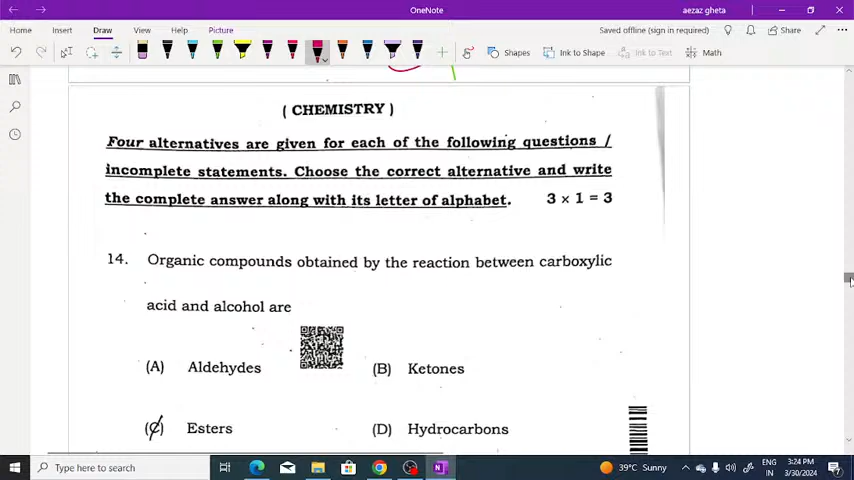 OneNote
aezaz gheta
Home Insert Draw View Help Picture
Saved offline (sign in required)
Share
Shapes
Ink to Shape
Ink to Text
Math
( CHEMISTRY )
Four alternatives are given for each of the following questions /
incomplete statements. Choose the correct alternative and write
the complete answer along with its letter of alphabet. 3 × 1 = 3
14. Organic compounds obtained by the reaction between carboxylic
acid and alcohol are
(A) Aldehydes (B) Ketones
(C) Esters (D) Hydrocarbons
Type here to search
39°C Sunny
ENG
IN
3:24 PM
3/30/2024
7